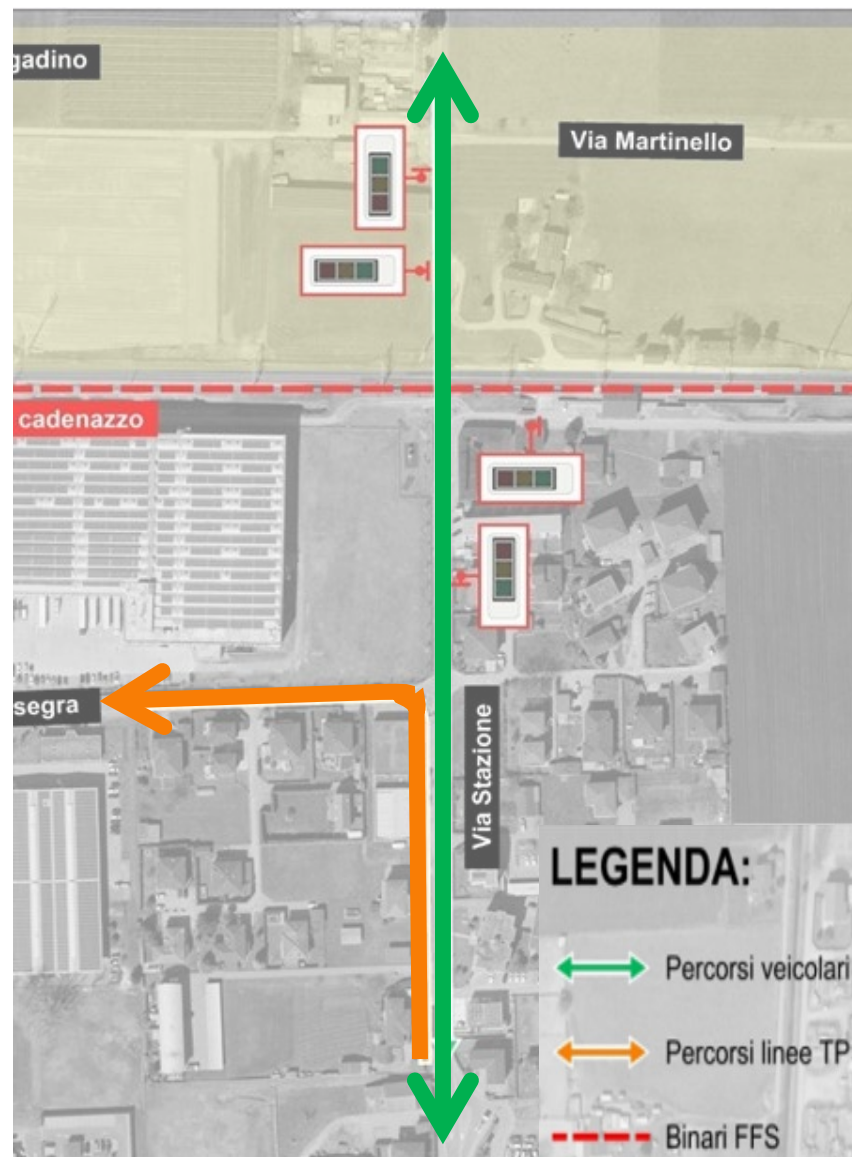 gadino
Via Martinello
cadenazzo
segra
Via Stazione
LEGENDA:
Percorsi veicolari
Percorsi linee TP
Binari FFS